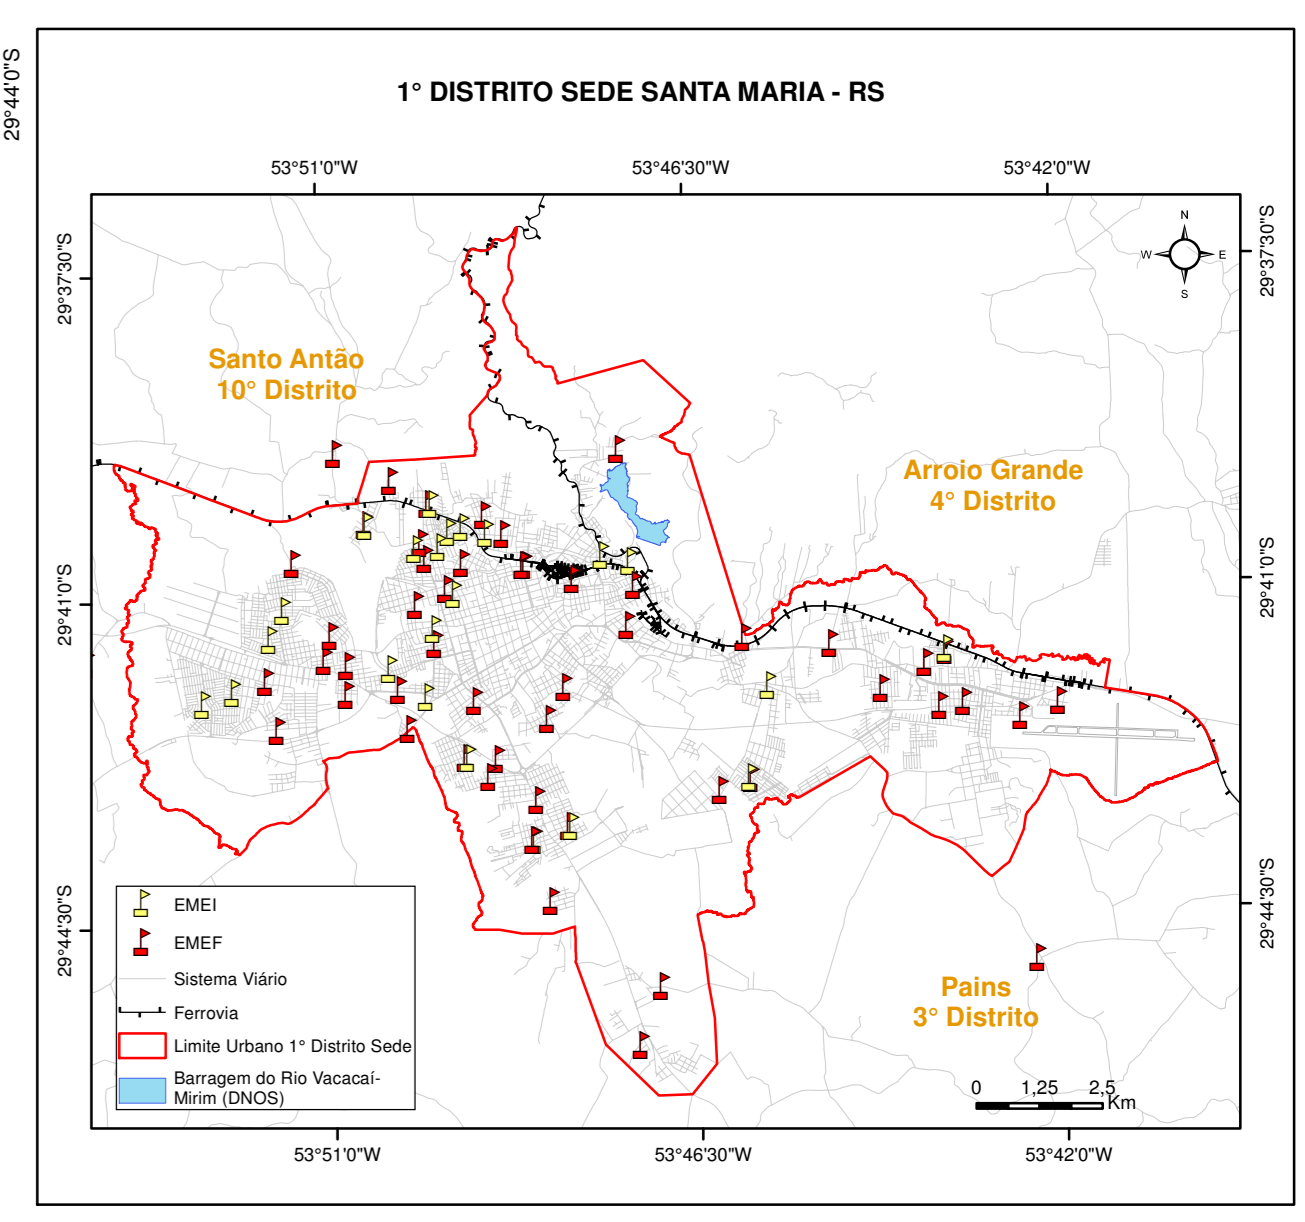 29°44'0"S
1° DISTRITO SEDE SANTA MARIA - RS
53°51'0"W
53°46'30"W
53°42'0"W
29°37'30"S
29°37'30"S
N
W
E
S
Santo Antão
10° Distrito
Arroio Grande
4° Distrito
29°41'0"S
29°41'0"S
29°44'30"S
29°44'30"S
EMEI
EMEF
Sistema Viário
Ferrovia
Limite Urbano 1° Distrito Sede
Barragem do Rio Vacacaí-
Mirim (DNOS)
Pains
3° Distrito
0 1,25 2,5
Km
53°51'0"W
53°46'30"W
53°42'0"W